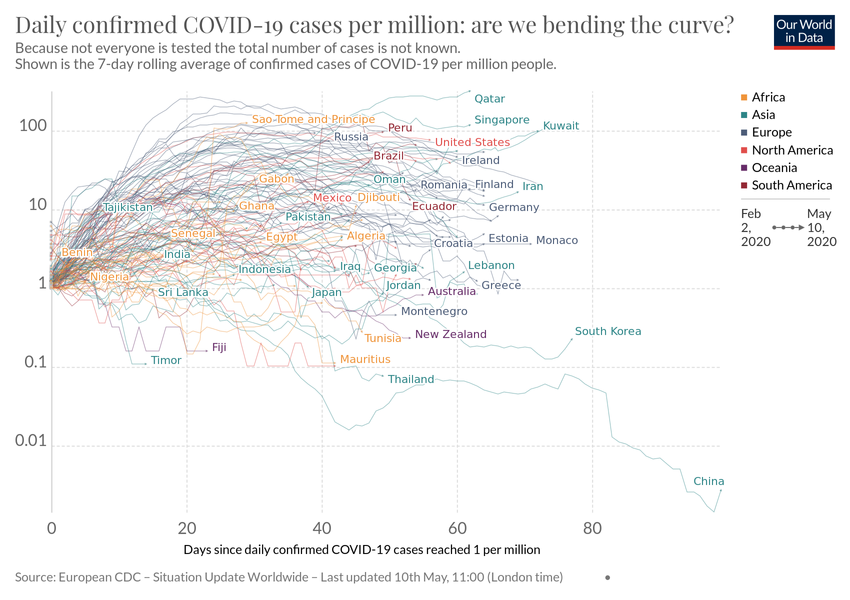 Daily confirmed COVID-19 cases per million: are we bending the curve?
Because not everyone is tested the total number of cases is not known.
Shown is the 7-day rolling average of confirmed cases of COVID-19 per million people.
Our World
in Data
Qatar
Sao Tome and Principe
Singapore
Kuwait
100
Russia
Peru
United States
Brazil
Ireland
Gabon
Oman
Romania
Finland
Iran
Mexico
Djibouti
10
Tajikistan
Ghana
Ecuador
Germany
Pakistan
Senegal
Egypt
Algeria
Croatia
Estonia
Monaco
Benin
India
Indonesia
Iraq
Georgia
Lebanon
Nigeria
1
Sri Lanka
Japan
Jordan
Australia
Greece
Montenegro
Tunisia
New Zealand
South Korea
Fiji
Timor
Mauritius
0.1
Thailand
0.01
China
0
20
40
60
80
Days since daily confirmed COVID-19 cases reached 1 per million
Africa
Asia
Europe
North America
Oceania
South America
Feb
2,
2020
May
10,
2020
Source: European CDC – Situation Update Worldwide – Last updated 10th May, 11:00 (London time)